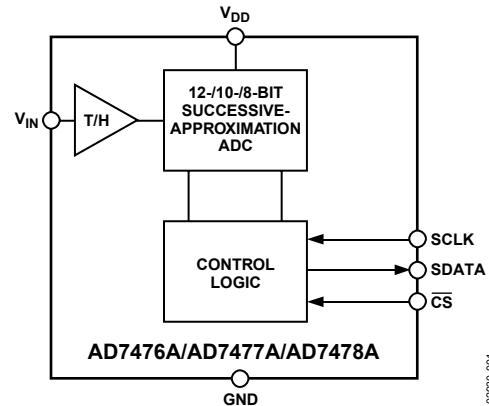 VDD
12-/10-/8-BIT
SUCCESSIVE-
APPROXIMATION
ADC
T/H
VIN
SCLK
SDATA
CS
CONTROL
LOGIC
AD7476A/AD7477A/AD7478A
GND